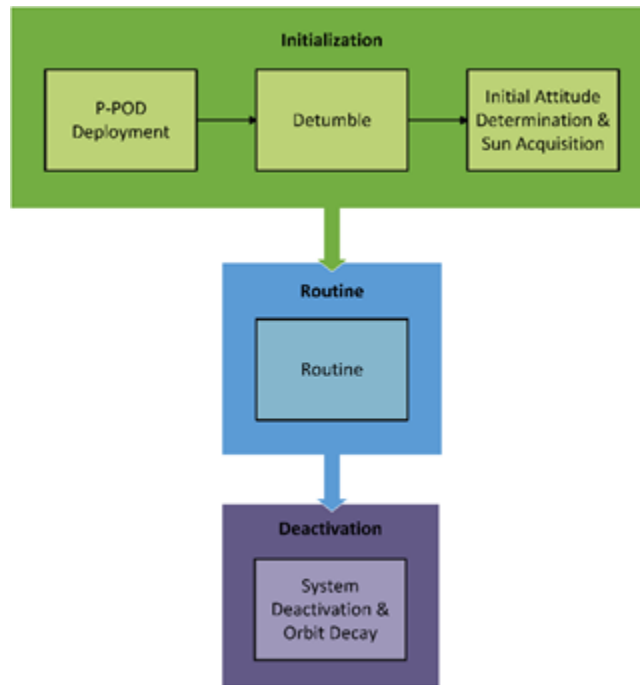 Initialization
P-POD
Deployment
Detumble
Initial Attitude
Determination &
Sun Acquisition
Routine
Routine
Deactivation
System
Deactivation &
Orbit Decay